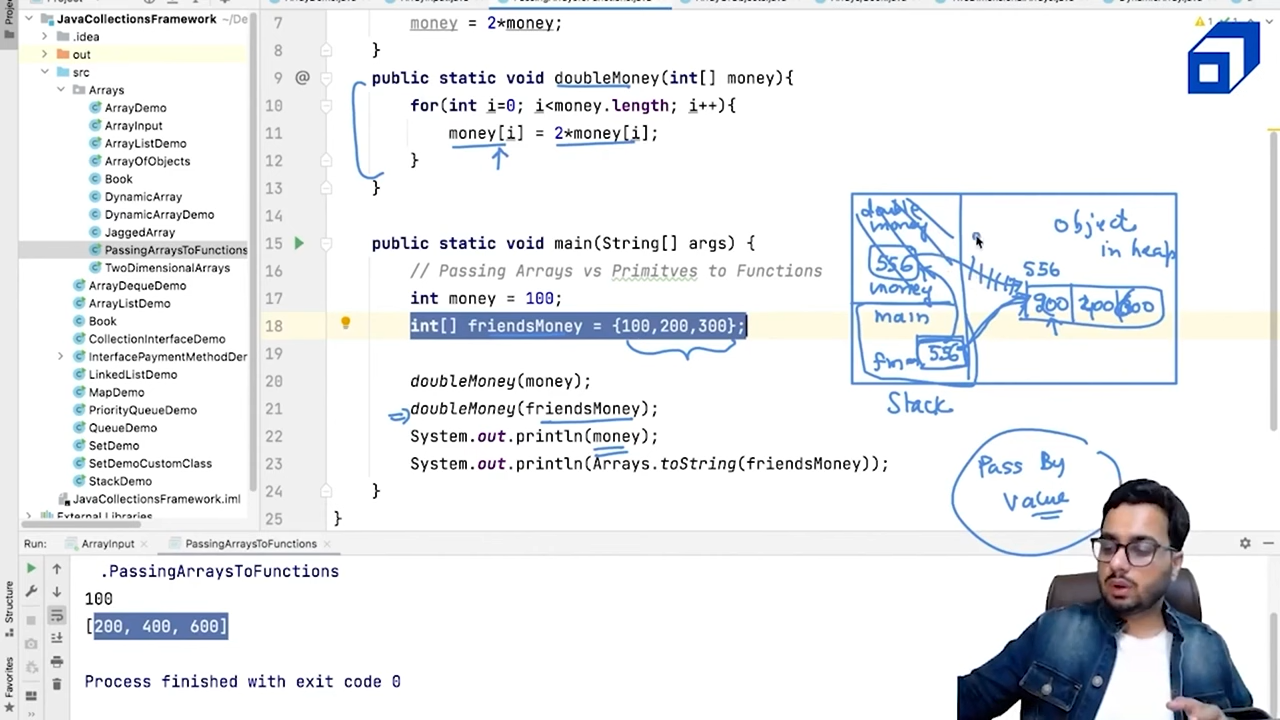 JavaCollectionsFramework ~/De
.idea
out
src
Arrays
ArrayDemo
ArrayInput
ArrayListDemo
ArrayOfObjects
Book
DynamicArray
DynamicArrayDemo
JaggedArray
PassingArraysToFunctions
TwoDimensionalArrays
ArrayDequeDemo
ArrayListDemo
Book
CollectionInterfaceDemo
InterfacePaymentMethodDer
LinkedListDemo
MapDemo
PriorityQueueDemo
QueueDemo
SetDemo
SetDemoCustomClass
StackDemo
JavaCollectionsFramework.iml
External Libraries
7 money = 2*money;
8 }
9 @ public static void doubleMoney(int[] money){
10 for(int i=0; i<money.length; i++){
11 money[i] = 2*money[i];
12 }
13 }
14
15 public static void main(String[] args) {
16 // Passing Arrays vs Primitves to Functions
17 int money = 100;
18 int[] friendsMoney = {100,200,300};
19
20 doubleMoney(money);
21 doubleMoney(friendsMoney);
22 System.out.println(money);
23 System.out.println(Arrays.toString(friendsMoney));
24 }
25 }
double
money
556
money
main
fm=556
Stack
object
in heap
556
200
Pass By
Value
Run: ArrayInput PassingArraysToFunctions
.PassingArraysToFunctions
100
[200, 400, 600]
Process finished with exit code 0
Structure
Favorites